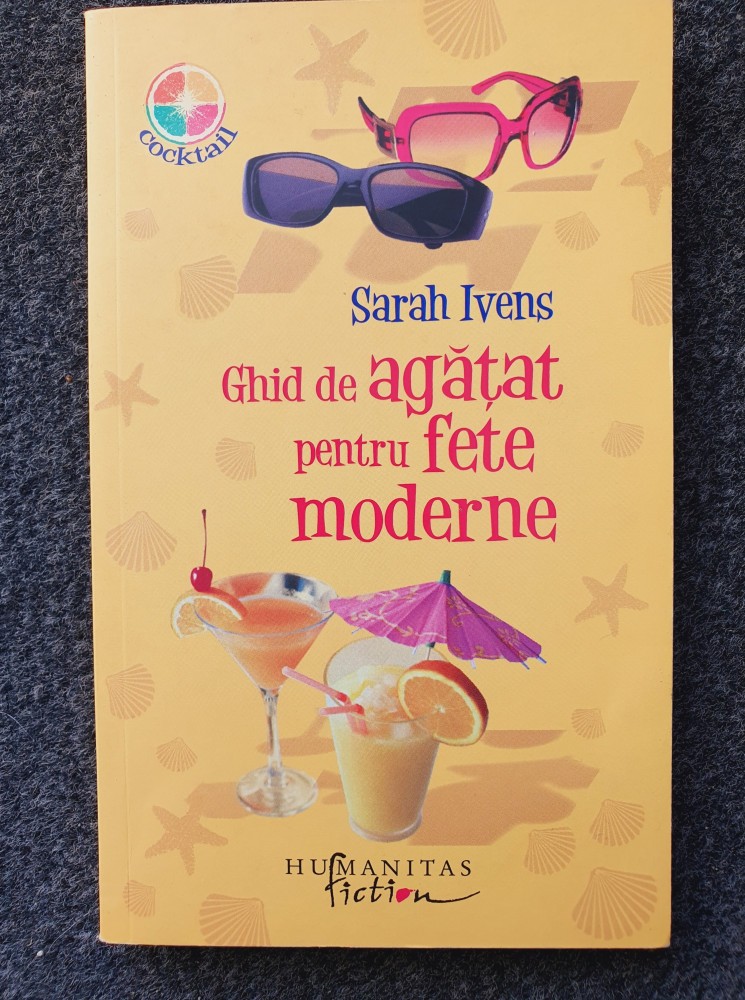 cocktail
Sarah Ivens
Ghid de agățat
pentru fete
moderne
HUMANITAS
fiction